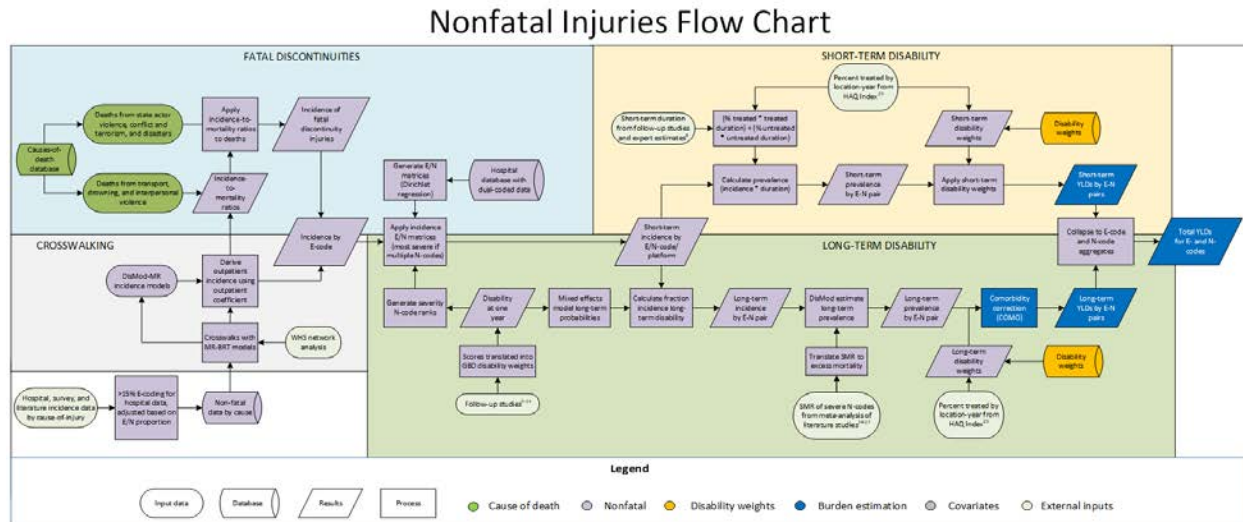 Nonfatal Injuries Flow Chart
FATAL DISCONTINUITIES
Causes-of-
death
database
Deaths from state actor
violence, conflict and
terrorism, and disasters
Deaths from transport,
drowning, and interpersonal
violence
Apply
incidence-to-
mortality ratios
to deaths
Incidence-
to-
mortality
ratios
Incidence of
fatal
discontinuity
injuries
Incidence by
E-code
Generate E/N
matrices
(Dirichlet
regression)
Hospital
database with
dual-coded data
Apply incidence
E/N matrices
(most severe if
multiple N-codes)
CROSSWALKING
DisMod-MR
incidence models
Derive
outpatient
incidence using
outpatient
coefficient
Crosswalks with
MR-BRT models
WHS network
analysis
Hospital, survey, and
literature incidence data
by cause-of-injury
>15% E-coding for
hospital data,
adjusted based on
E/N proportion
Non-fatal
data by cause
SHORT-TERM DISABILITY
Percent treated by
location-year from
HAQ Index
Short-term duration
from follow-up studies
and expert estimates
(% treated * treated
duration) + (% untreated
* untreated duration)
Short-term
disability
weights
Disability
weights
Calculate prevalence
(incidence * duration)
Short-term
prevalence
by E-N pair
Apply short-term
disability weights
Short-term
YLDs by E-N
pairs
Short-term
incidence by
E/N-code/
platform
LONG-TERM DISABILITY
Collapse to E-code
and N-code
aggregates
Total YLDs
for E- and N-
codes
Generate severity
N-code ranks
Disability
at one
year
Mixed effects
model long-term
probabilities
Calculate fraction
incidence long-term
disability
Long-term
incidence
by E-N pair
DisMod estimate
long-term
prevalence
Long-term
prevalence by
E-N pair
Comorbidity
correction
(COMO)
Long-term
YLDs by E-N
pairs
Scores translated into
GBD disability weights
Follow-up studies
Translate SMR to
excess mortality
SMR of severe N-codes
from meta-analysis of
literature studies
Long-term
disability
weights
Disability
weights
Percent treated by
location-year from
HAQ Index
Legend
Input data
Database
Results
Process
Cause of death
Nonfatal
Disability weights
Burden estimation
Covariates
External inputs